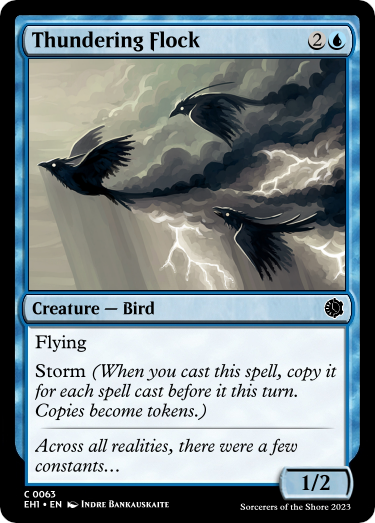 Thundering Flock 2
Creature — Bird
Flying
Storm (When you cast this spell, copy it
for each spell cast before it this turn.
Copies become tokens.)
Across all realities, there were a few
constants…
1/2
C 0063
EH1 • EN Indre Bankauskaite
Sorcerers of the Shore 2023